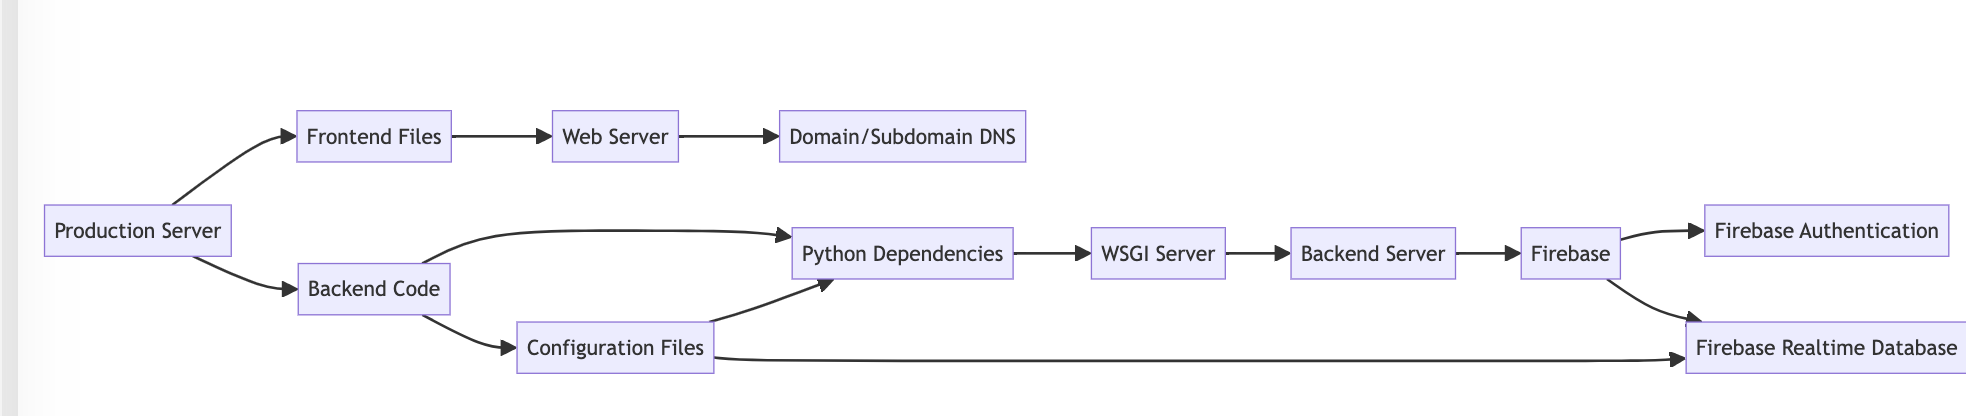 Frontend Files
Web Server
Domain/Subdomain DNS
Production Server
Firebase Authentication
Python Dependencies
WSGI Server
Backend Server
Firebase
Backend Code
Configuration Files
Firebase Realtime Database